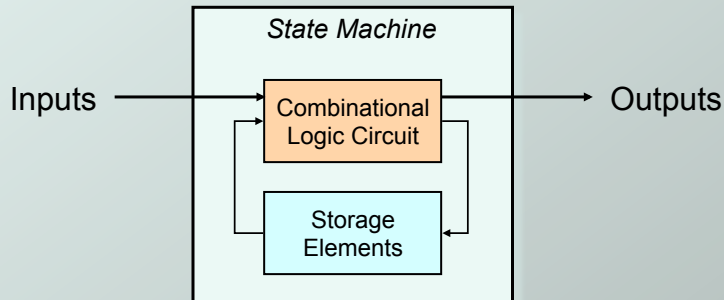 State Machine
Inputs
Combinational
Logic Circuit
Outputs
Storage
Elements